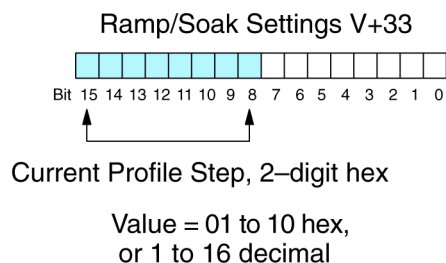 Ramp/Soak Settings V+33
Bit 15 14 13 12 11 10 9 8 7 6 5 4 3 2 1 0
Current Profile Step, 2–digit hex
Value = 01 to 10 hex,
or 1 to 16 decimal